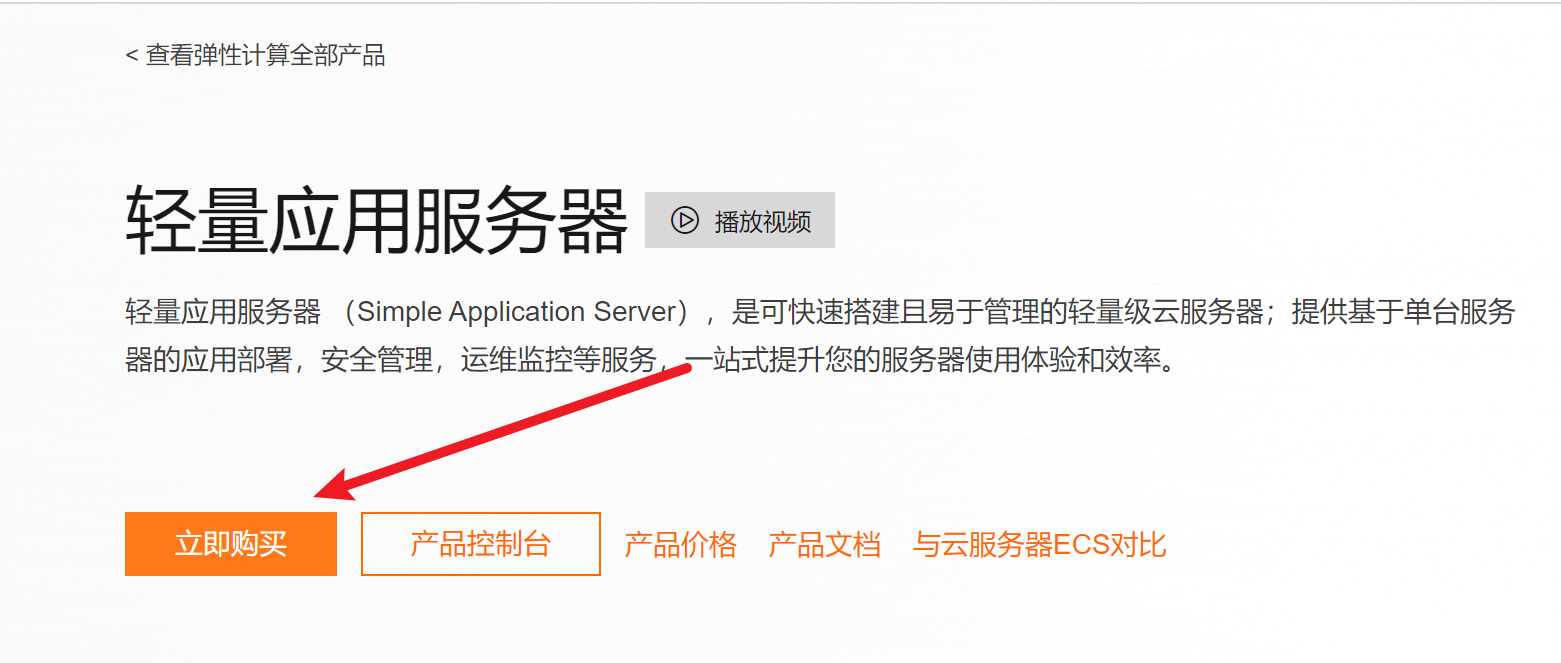 < 查看弹性计算全部产品
轻量应用服务器
播放视频
轻量应用服务器 （Simple Application Server），是可快速搭建且易于管理的轻量级云服务器；提供基于单台服务
器的应用部署，安全管理，运维监控等服务，一站式提升您的服务器使用体验和效率。
立即购买 产品控制台 产品价格 产品文档 与云服务器ECS对比